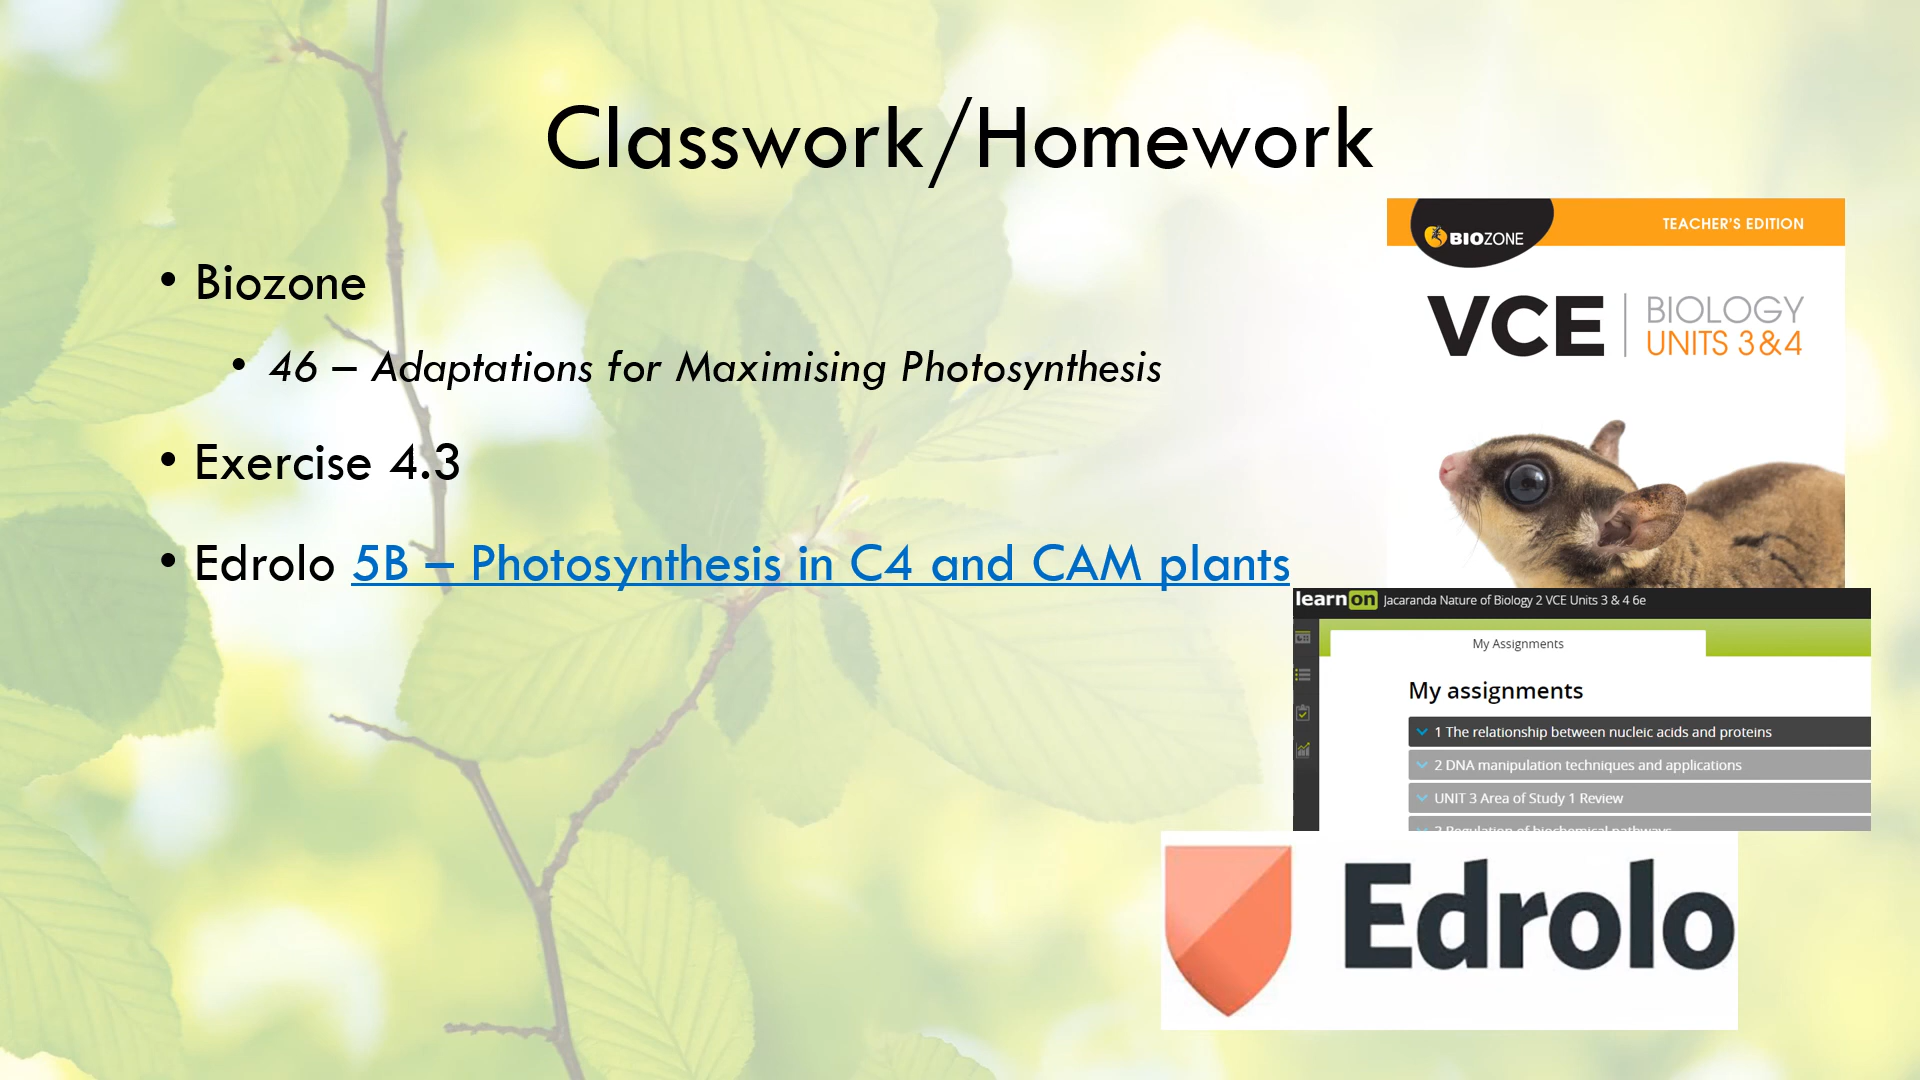 Classwork/Homework
• Biozone
• 46 – Adaptations for Maximising Photosynthesis
• Exercise 4.3
• Edrolo 5B – Photosynthesis in C4 and CAM plants
BIOZONE
TEACHER'S EDITION
VCE
BIOLOGY
UNITS 3&4
learnon Jacaranda Nature of Biology 2 VCE Units 3 & 4 6e
My Assignments
My assignments
1 The relationship between nucleic acids and proteins
2 DNA manipulation techniques and applications
UNIT 3 Area of Study 1 Review
3 Regulation of biochemical pathways
Edrolo